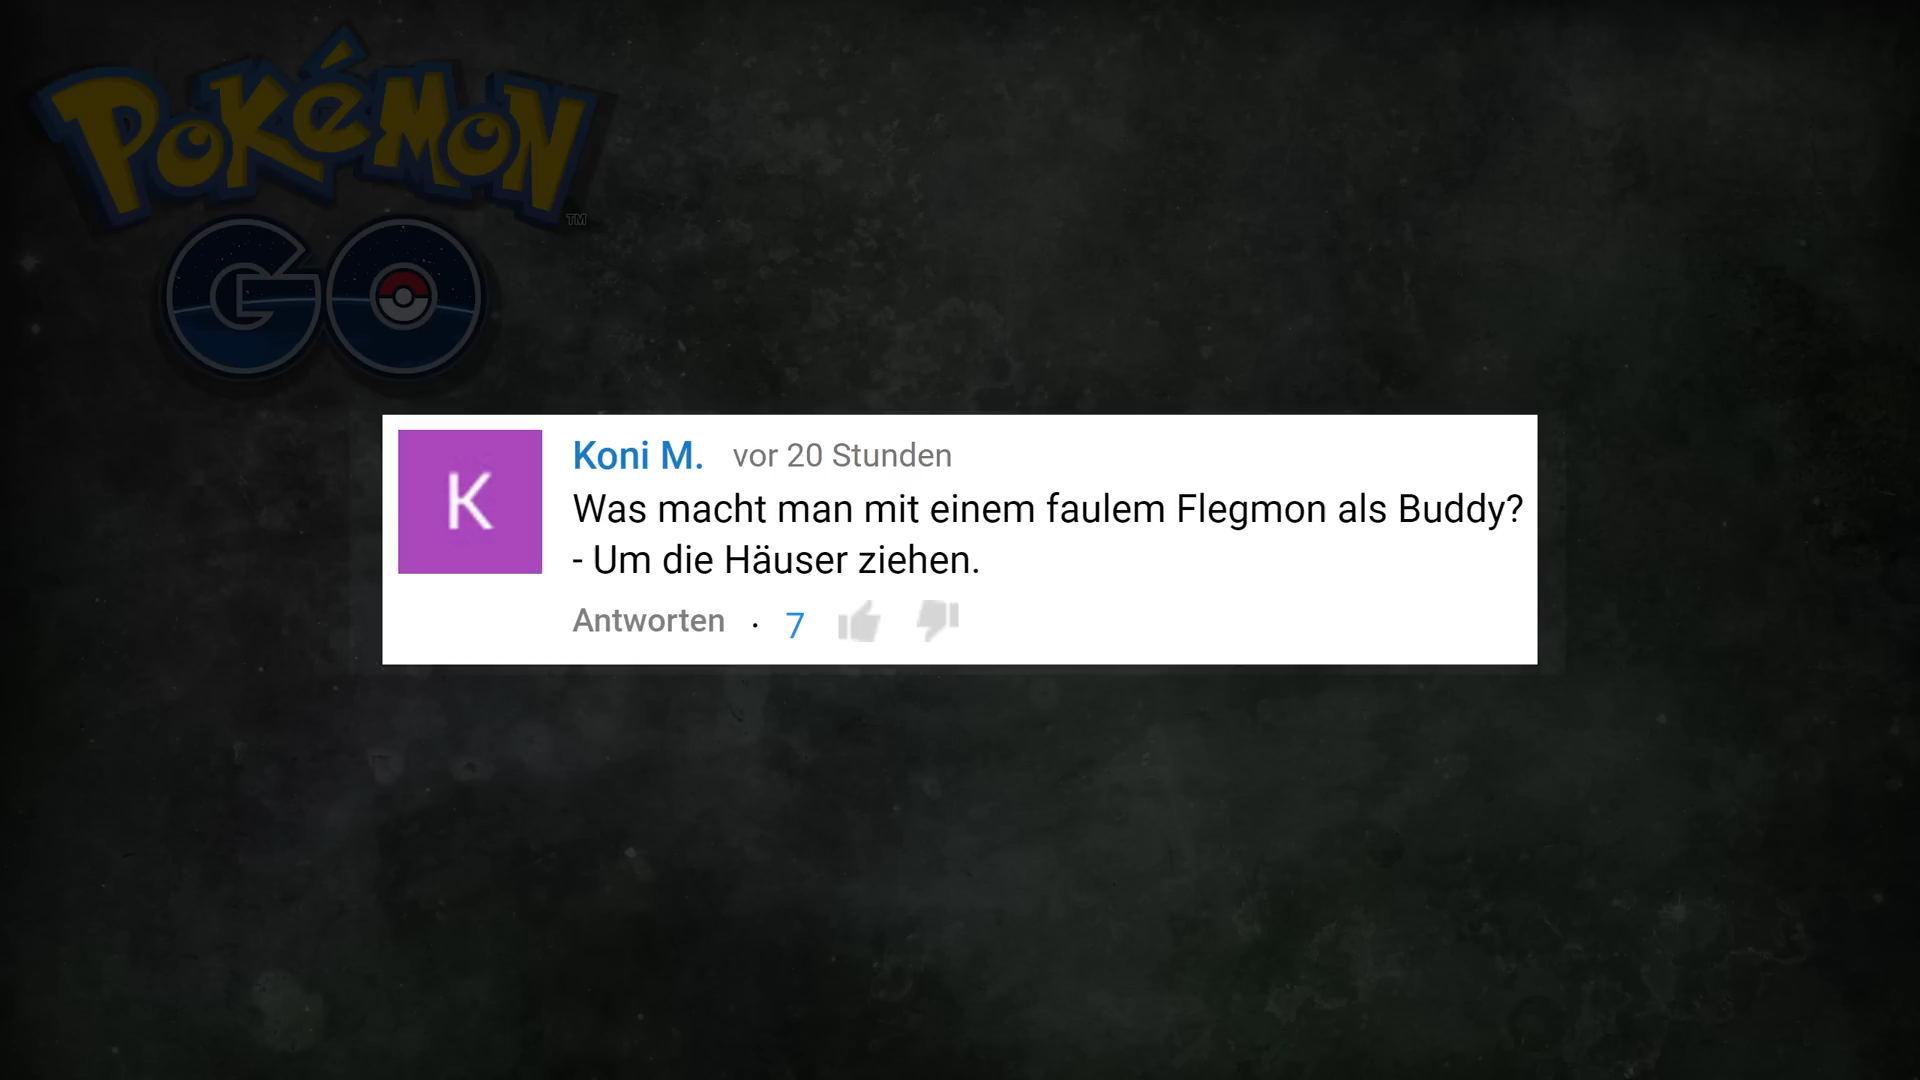 POKéMON
TM
GO
K
Koni M. vor 20 Stunden
Was macht man mit einem faulem Flegmon als Buddy?
- Um die Häuser ziehen.
Antworten · 7